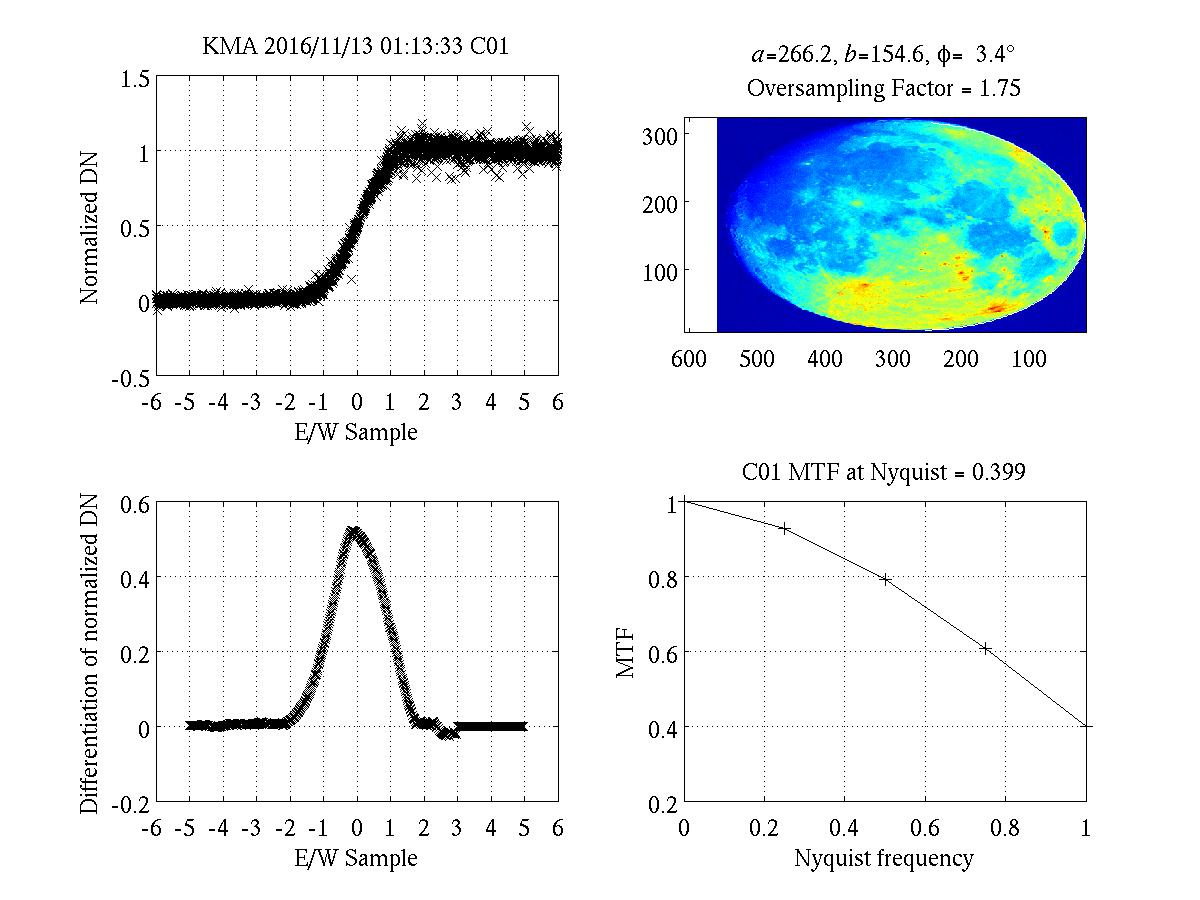 KMA 2016/11/13 01:13:33 C01
1.5
1
0.5
0
-0.5
Normalized DN
-6 -5 -4 -3 -2 -1 0 1 2 3 4 5 6
E/W Sample
a=266.2, b=154.6, ϕ= 3.4°
Oversampling Factor = 1.75
300
200
100
600 500 400 300 200 100
0.6
0.4
0.2
0
-0.2
Differentiation of normalized DN
-6 -5 -4 -3 -2 -1 0 1 2 3 4 5 6
E/W Sample
C01 MTF at Nyquist = 0.399
1
0.8
0.6
0.4
0.2
MTF
0 0.2 0.4 0.6 0.8 1
Nyquist frequency